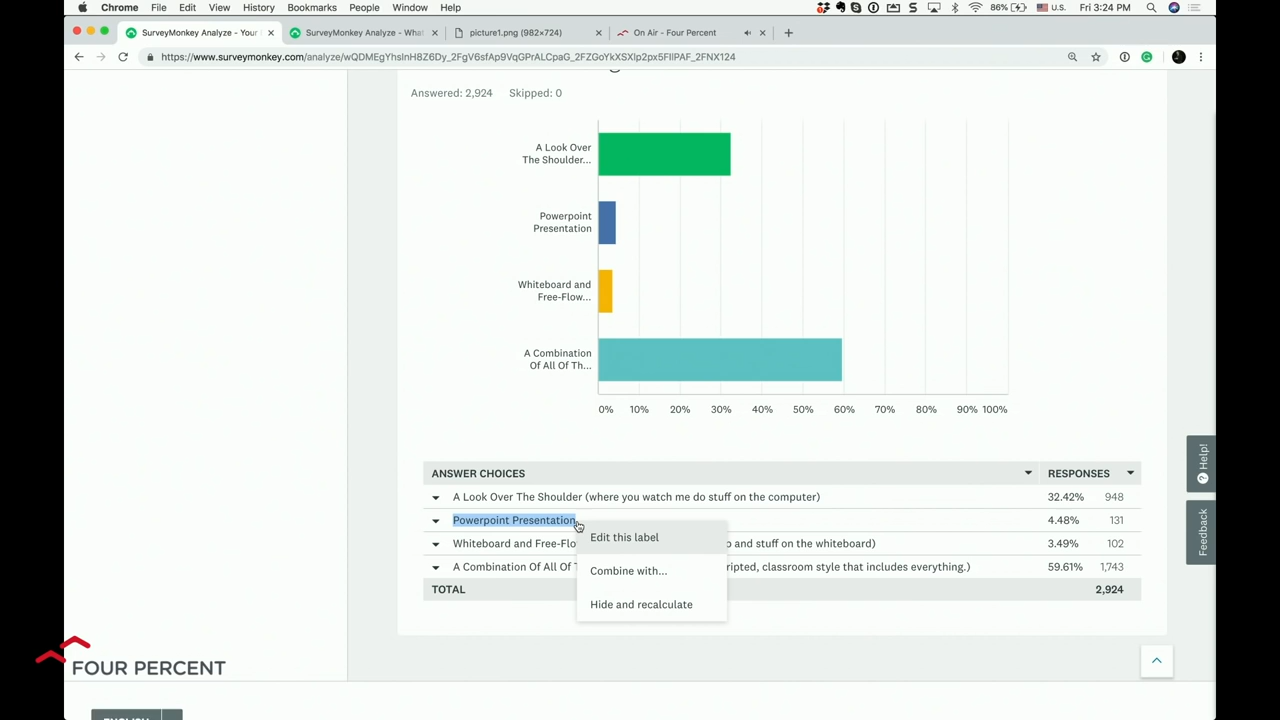 Chrome File Edit View History Bookmarks People Window Help 86% U.S. Fri 3:24 PM
SurveyMonkey Analyze - Your SurveyMonkey Analyze - What picture1.png (982×724) On Air - Four Percent
https://www.surveymonkey.com/analyze/wQDMEgYhsInH8Z6Dy_2FgV6sfAp9VqGPrALCpaG_2FZGoYkXSXlp2px5FIlPAF_2FNX124
Answered: 2,924 Skipped: 0
A Look Over
The Shoulder...
Powerpoint
Presentation
Whiteboard and
Free-Flow...
A Combination
Of All Of Th...
0% 10% 20% 30% 40% 50% 60% 70% 80% 90% 100%
Help!
Feedback
ANSWER CHOICES RESPONSES
A Look Over The Shoulder (where you watch me do stuff on the computer) 32.42% 948
Powerpoint Presentation 4.48% 131
Whiteboard and Free-Flo and stuff on the whiteboard) 3.49% 102
A Combination Of All Of T ripted, classroom style that includes everything.) 59.61% 1,743
TOTAL 2,924
Edit this label
Combine with...
Hide and recalculate
FOUR PERCENT
ENGLISH